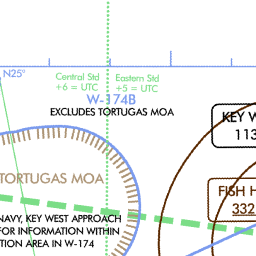 N25°
Central Std
+6 = UTC
Eastern Std
+5 = UTC
W-174B
EXCLUDES TORTUGAS MOA
KEY W
113
TORTUGAS MOA
FISH H
332
NAVY, KEY WEST APPROACH
FOR INFORMATION WITHIN
TION AREA IN W-174